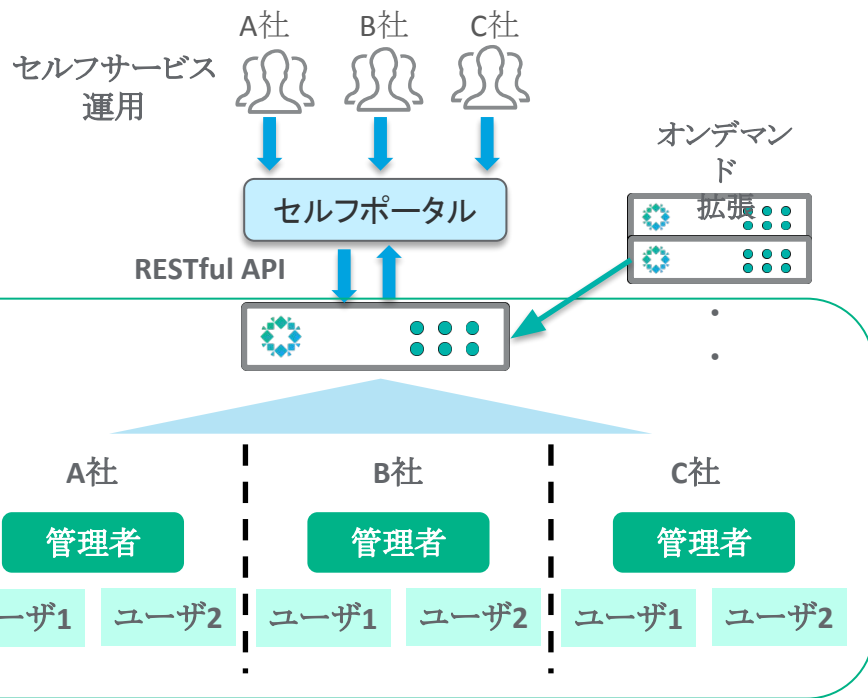 A社
B社
C社
セルフサービス
運用
オンデマン
ド
拡張
セルフポータル
RESTful API
A社
B社
C社
管理者
管理者
管理者
ーザ1
ユーザ2
ユーザ1
ユーザ2
ユーザ1
ユーザ2